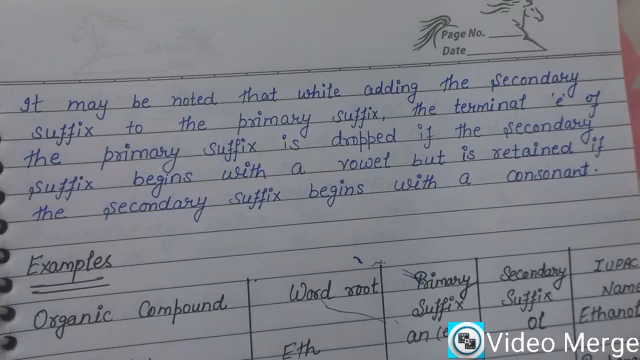 Page No.
Date
It may be noted that while adding the secondary
suffix to the primary suffix, the terminal 'e' of
the primary suffix is dropped if the secondary
suffix begins with a vowel but is retained if
the secondary suffix begins with a consonant.
Examples
Organic Compound Word root Primary Suffix Secondary Suffix IUPAC Name
Eth an (e ol Ethanol
Video Merge